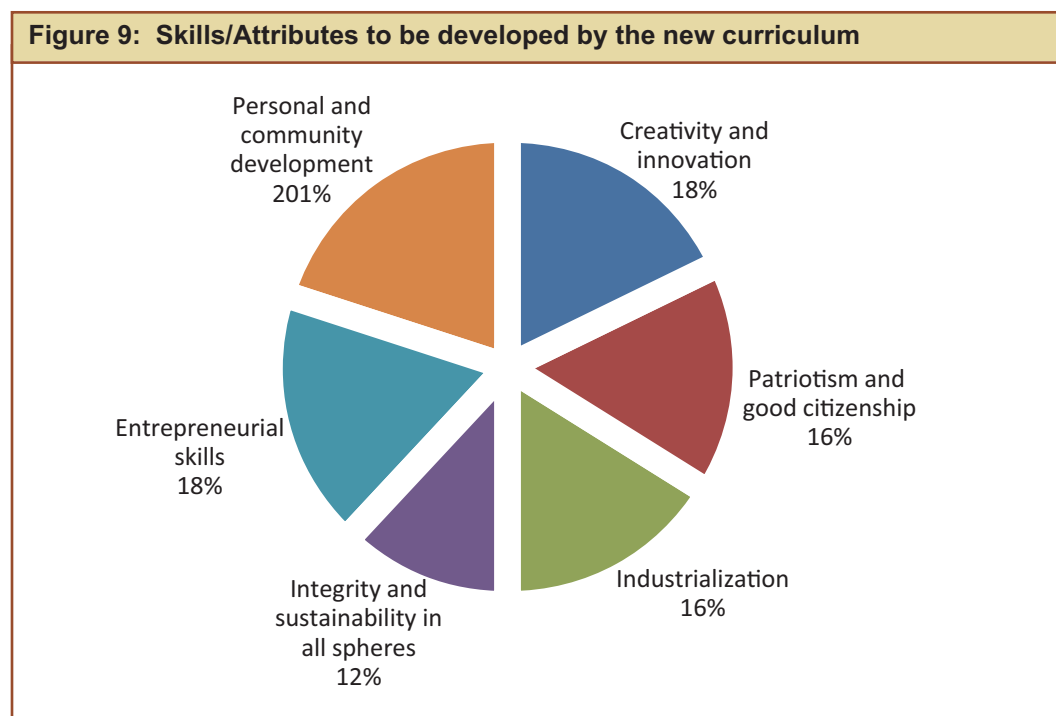 Figure 9: Skills/Attributes to be developed by the new curriculum
Personal and
community
development
201%
Creativity and
innovation
18%
Patriotism and
good citizenship
16%
Industrialization
16%
Integrity and
sustainability in
all spheres
12%
Entrepreneurial
skills
18%